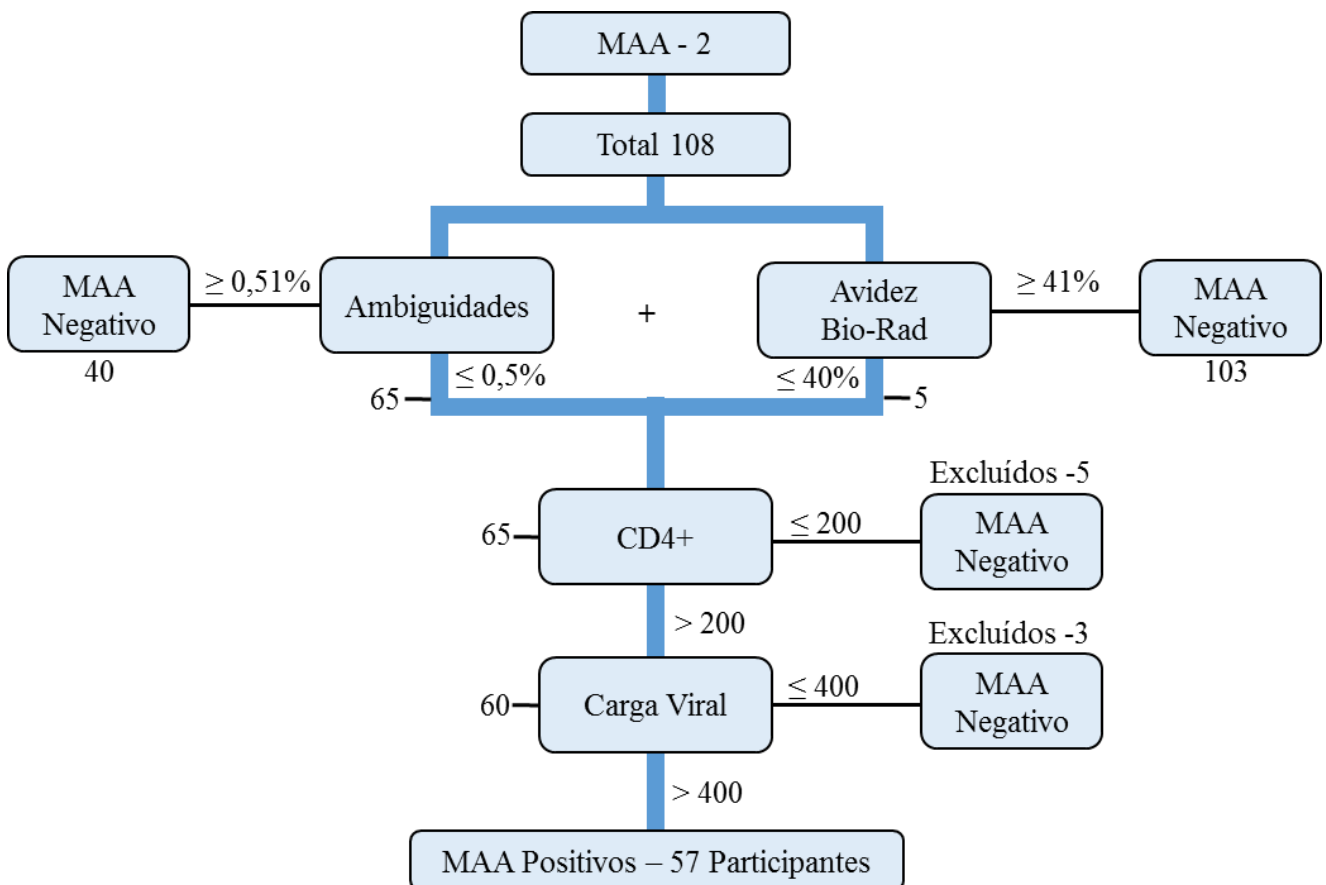 MAA - 2
Total 108
MAA
Negativo
40
≥ 0,51%
Ambiguidades
+
Avidez
Bio-Rad
≥ 41%
MAA
Negativo
103
65
≤ 0,5%
≤ 40%
5
65
CD4+
≤ 200
Excluídos -5
MAA
Negativo
> 200
60
Carga Viral
≤ 400
Excluídos -3
MAA
Negativo
> 400
MAA Positivos – 57 Participantes